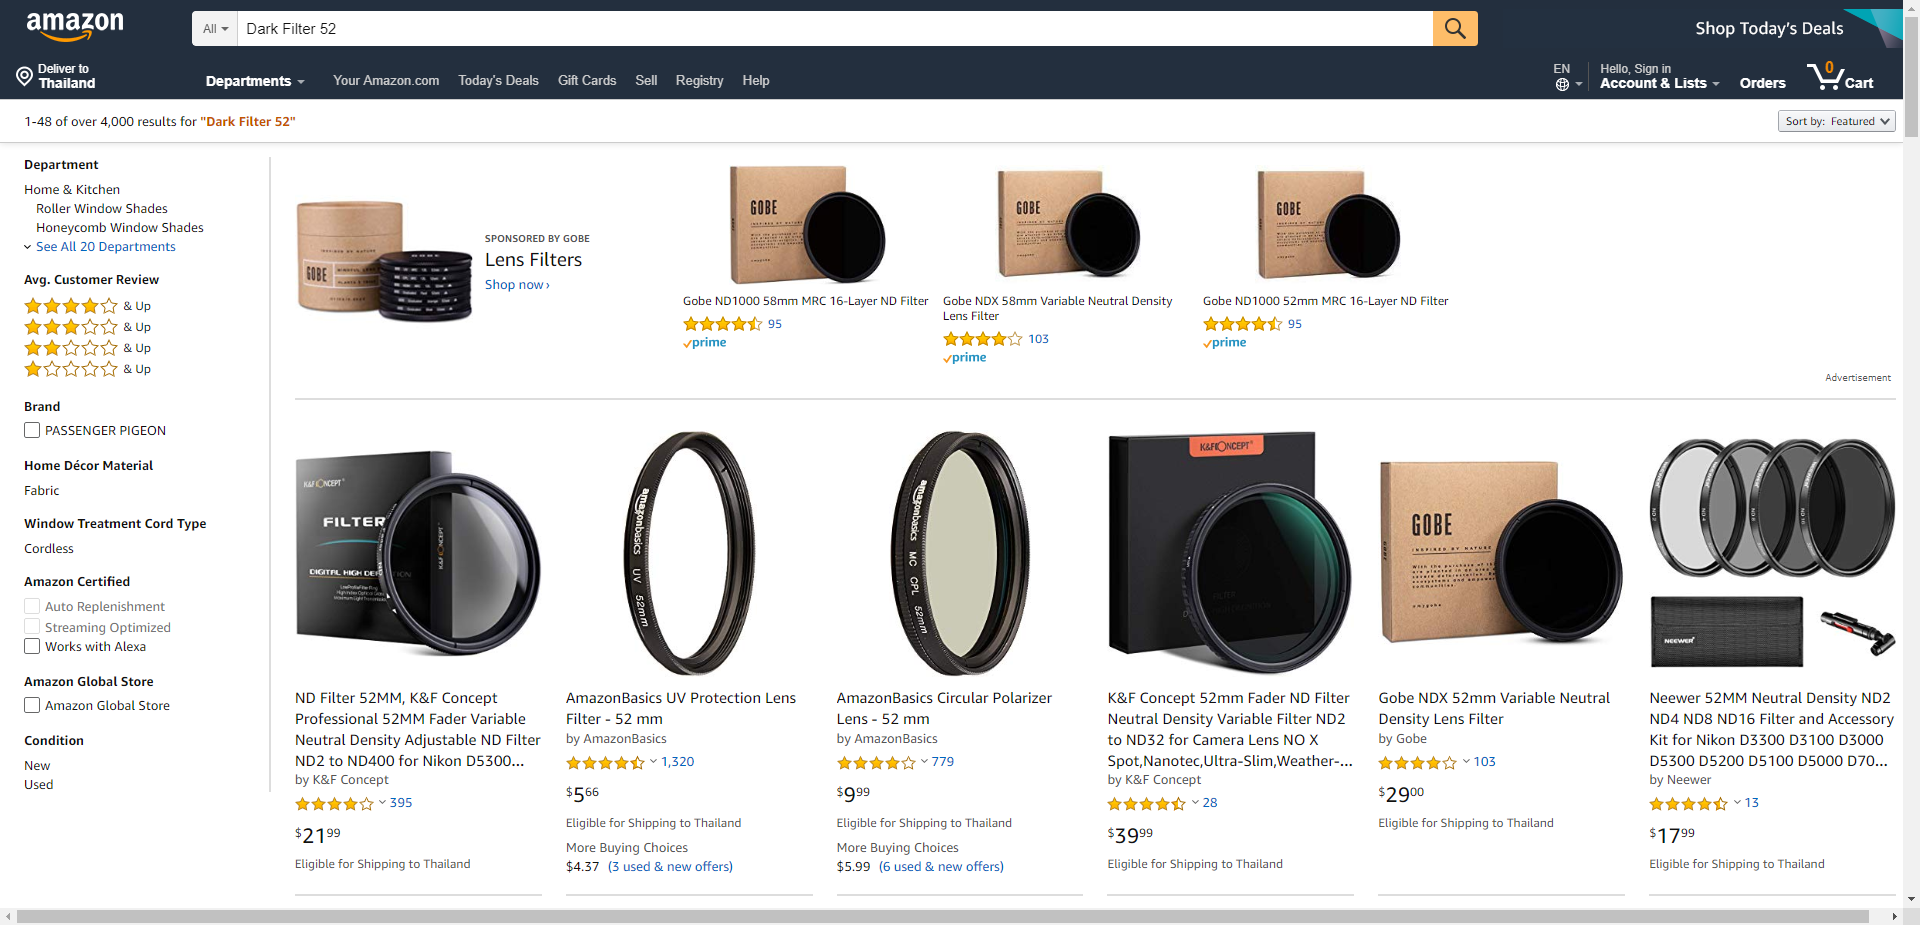 amazon
All
Dark Filter 52
Shop Today's Deals
Deliver to
Thailand
Departments
Your Amazon.com
Today's Deals
Gift Cards
Sell
Registry
Help
EN
Hello, Sign in
Account & Lists
Orders
0
Cart
1-48 of over 4,000 results for "Dark Filter 52"
Sort by: Featured
Department
Home & Kitchen
Roller Window Shades
Honeycomb Window Shades
See All 20 Departments
Avg. Customer Review
& Up
& Up
& Up
& Up
Brand
PASSENGER PIGEON
Home Décor Material
Fabric
Window Treatment Cord Type
Cordless
Amazon Certified
Auto Replenishment
Streaming Optimized
Works with Alexa
Amazon Global Store
Amazon Global Store
Condition
New
Used
GOBE
SPONSORED BY GOBE
Lens Filters
Shop now ›
GOBE
Gobe ND1000 58mm MRC 16-Layer ND Filter
95
prime
GOBE
Gobe NDX 58mm Variable Neutral Density
Lens Filter
103
prime
GOBE
Gobe ND1000 52mm MRC 16-Layer ND Filter
95
prime
Advertisement
K&F CONCEPT
FILTER
ND Filter 52MM, K&F Concept
Professional 52MM Fader Variable
Neutral Density Adjustable ND Filter
ND2 to ND400 for Nikon D5300...
by K&F Concept
395
$21 99
Eligible for Shipping to Thailand
amazonbasics UV 52mm
AmazonBasics UV Protection Lens
Filter - 52 mm
by AmazonBasics
1,320
$5 66
Eligible for Shipping to Thailand
More Buying Choices
$4.37 (3 used & new offers)
amazonbasics MC CPL 52mm
AmazonBasics Circular Polarizer
Lens - 52 mm
by AmazonBasics
779
$9 99
Eligible for Shipping to Thailand
More Buying Choices
$5.99 (6 used & new offers)
K&F CONCEPT
K&F Concept 52mm Fader ND Filter
Neutral Density Variable Filter ND2
to ND32 for Camera Lens NO X
Spot,Nanotec,Ultra-Slim,Weather-...
by K&F Concept
28
$39 99
Eligible for Shipping to Thailand
GOBE
INSPIRED BY NATURE
Gobe NDX 52mm Variable Neutral
Density Lens Filter
by Gobe
103
$29 00
Eligible for Shipping to Thailand
NEEWER
Neewer 52MM Neutral Density ND2
ND4 ND8 ND16 Filter and Accessory
Kit for Nikon D3300 D3100 D3000
D5300 D5200 D5100 D5000 D70...
by Neewer
13
$17 99
Eligible for Shipping to Thailand